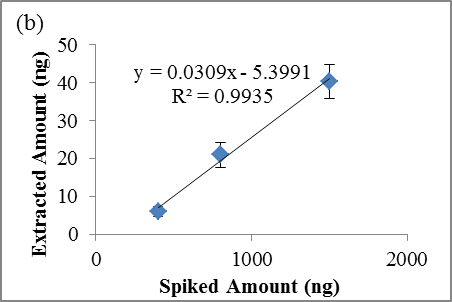 (b)
50
40
30
20
10
0
Extracted Amount (ng)
y = 0.0309x - 5.3991
R² = 0.9935
0 1000 2000
Spiked Amount (ng)